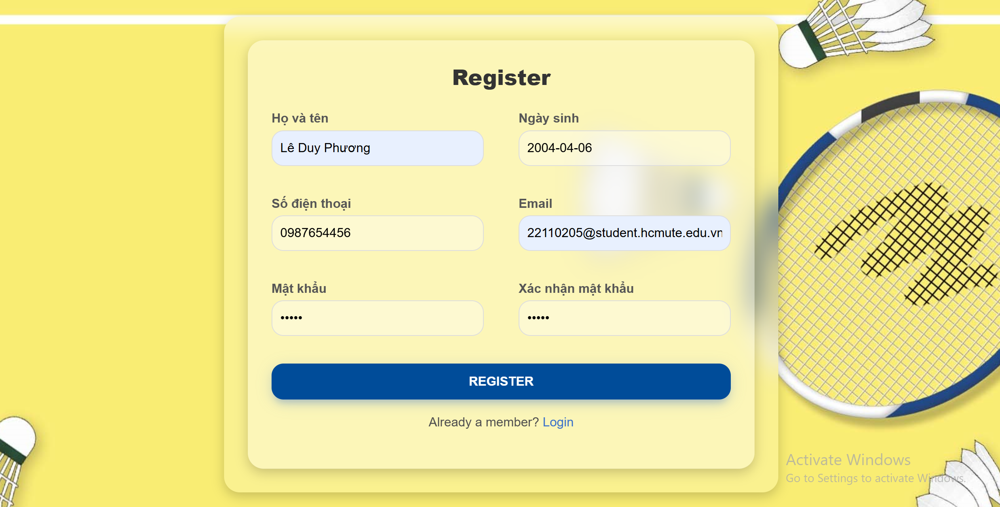 Register
Họ và tên
Ngày sinh
Lê Duy Phương
2004-04-06
Số điện thoại
Email
0987654456
22110205@student.hcmute.edu.vn
Mật khẩu
Xác nhận mật khẩu
•••••
•••••
REGISTER
Already a member? Login
Activate Windows
Go to Settings to activate Windows.